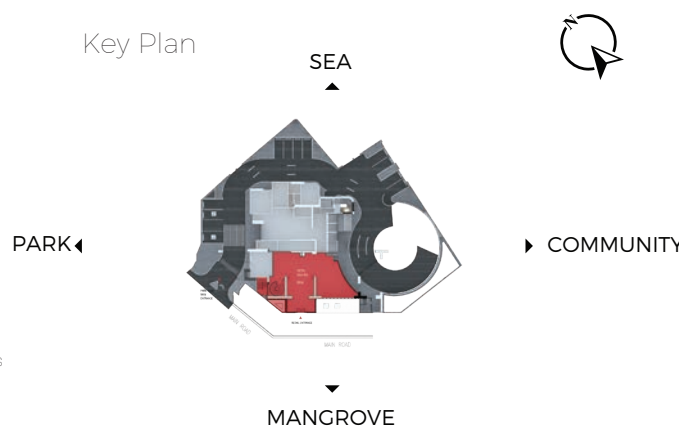 Key Plan
N
SEA
PARK
COMMUNITY
MAIN ROAD
MAIN ROAD
MANGROVE